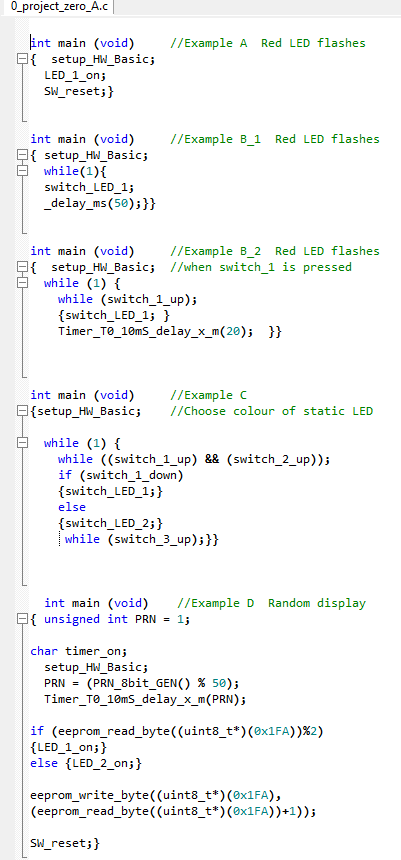 0_project_zero_A.c
int main (void)     //Example A  Red LED flashes
{  setup_HW_Basic;
  LED_1_on;
  SW_reset;}
int main (void)     //Example B_1  Red LED flashes
{ setup_HW_Basic;
  while(1){
  switch_LED_1;
  _delay_ms(50);}}
int main (void)     //Example B_2  Red LED flashes
{  setup_HW_Basic;  //when switch_1 is pressed
  while (1) {
    while (switch_1_up);
    {switch_LED_1; }
    Timer_T0_10mS_delay_x_m(20);  }}
int main (void)     //Example C
{setup_HW_Basic;    //Choose colour of static LED
  while (1) {
    while ((switch_1_up) && (switch_2_up));
    if (switch_1_down)
    {switch_LED_1;}
    else
    {switch_LED_2;}
     while (switch_3_up);}}
  int main (void)    //Example D  Random display
{ unsigned int PRN = 1;
char timer_on;
  setup_HW_Basic;
  PRN = (PRN_8bit_GEN() % 50);
  Timer_T0_10mS_delay_x_m(PRN);
if (eeprom_read_byte((uint8_t*)(0x1FA))%2)
{LED_1_on;}
else {LED_2_on;}
eeprom_write_byte((uint8_t*)(0x1FA),
(eeprom_read_byte((uint8_t*)(0x1FA))+1));
SW_reset;}